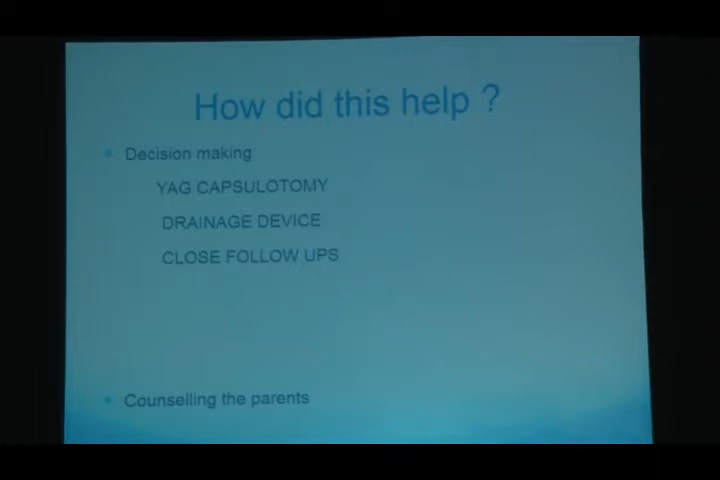 How did this help ?
Decision making
YAG CAPSULOTOMY
DRAINAGE DEVICE
CLOSE FOLLOW UPS
Counselling the parents